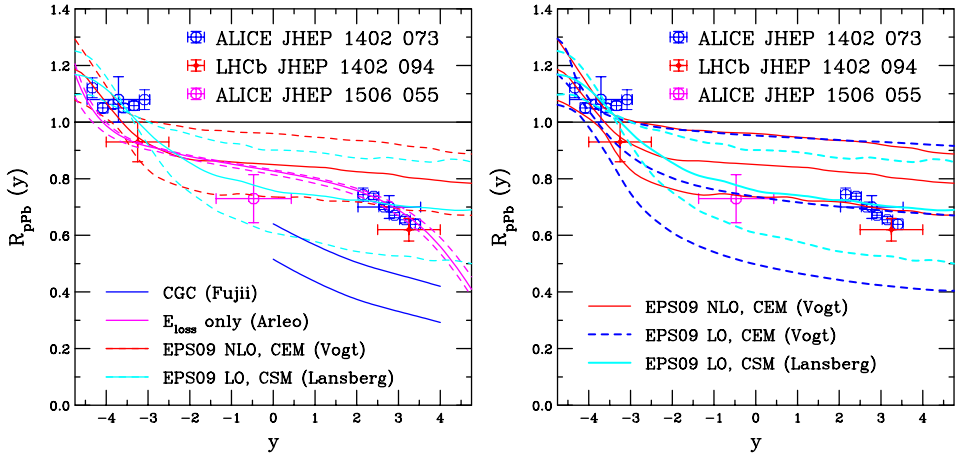 ALICE JHEP 1402 073
LHCb JHEP 1402 094
ALICE JHEP 1506 055
1.4
1.2
1.0
0.8
0.6
0.4
0.2
0.0
R_pPb (y)
CGC (Fujii)
E_loss only (Arleo)
EPS09 NLO, CEM (Vogt)
EPS09 LO, CSM (Lansberg)
-4 -3 -2 -1 0 1 2 3 4
y
ALICE JHEP 1402 073
LHCb JHEP 1402 094
ALICE JHEP 1506 055
1.4
1.2
1.0
0.8
0.6
0.4
0.2
0.0
R_pPb (y)
EPS09 NLO, CEM (Vogt)
EPS09 LO, CEM (Vogt)
EPS09 LO, CSM (Lansberg)
-4 -3 -2 -1 0 1 2 3 4
y